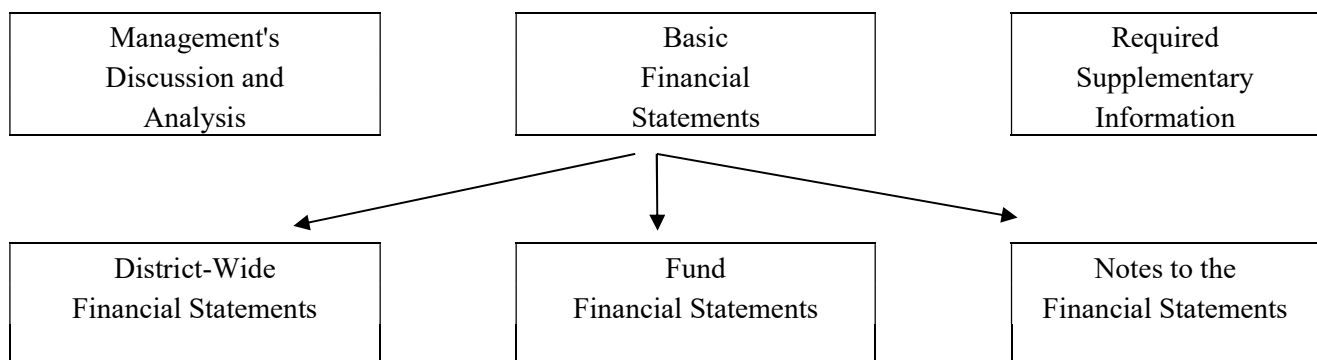 Management's
Discussion and
Analysis
Basic
Financial
Statements
Required
Supplementary
Information
District-Wide
Financial Statements
Fund
Financial Statements
Notes to the
Financial Statements